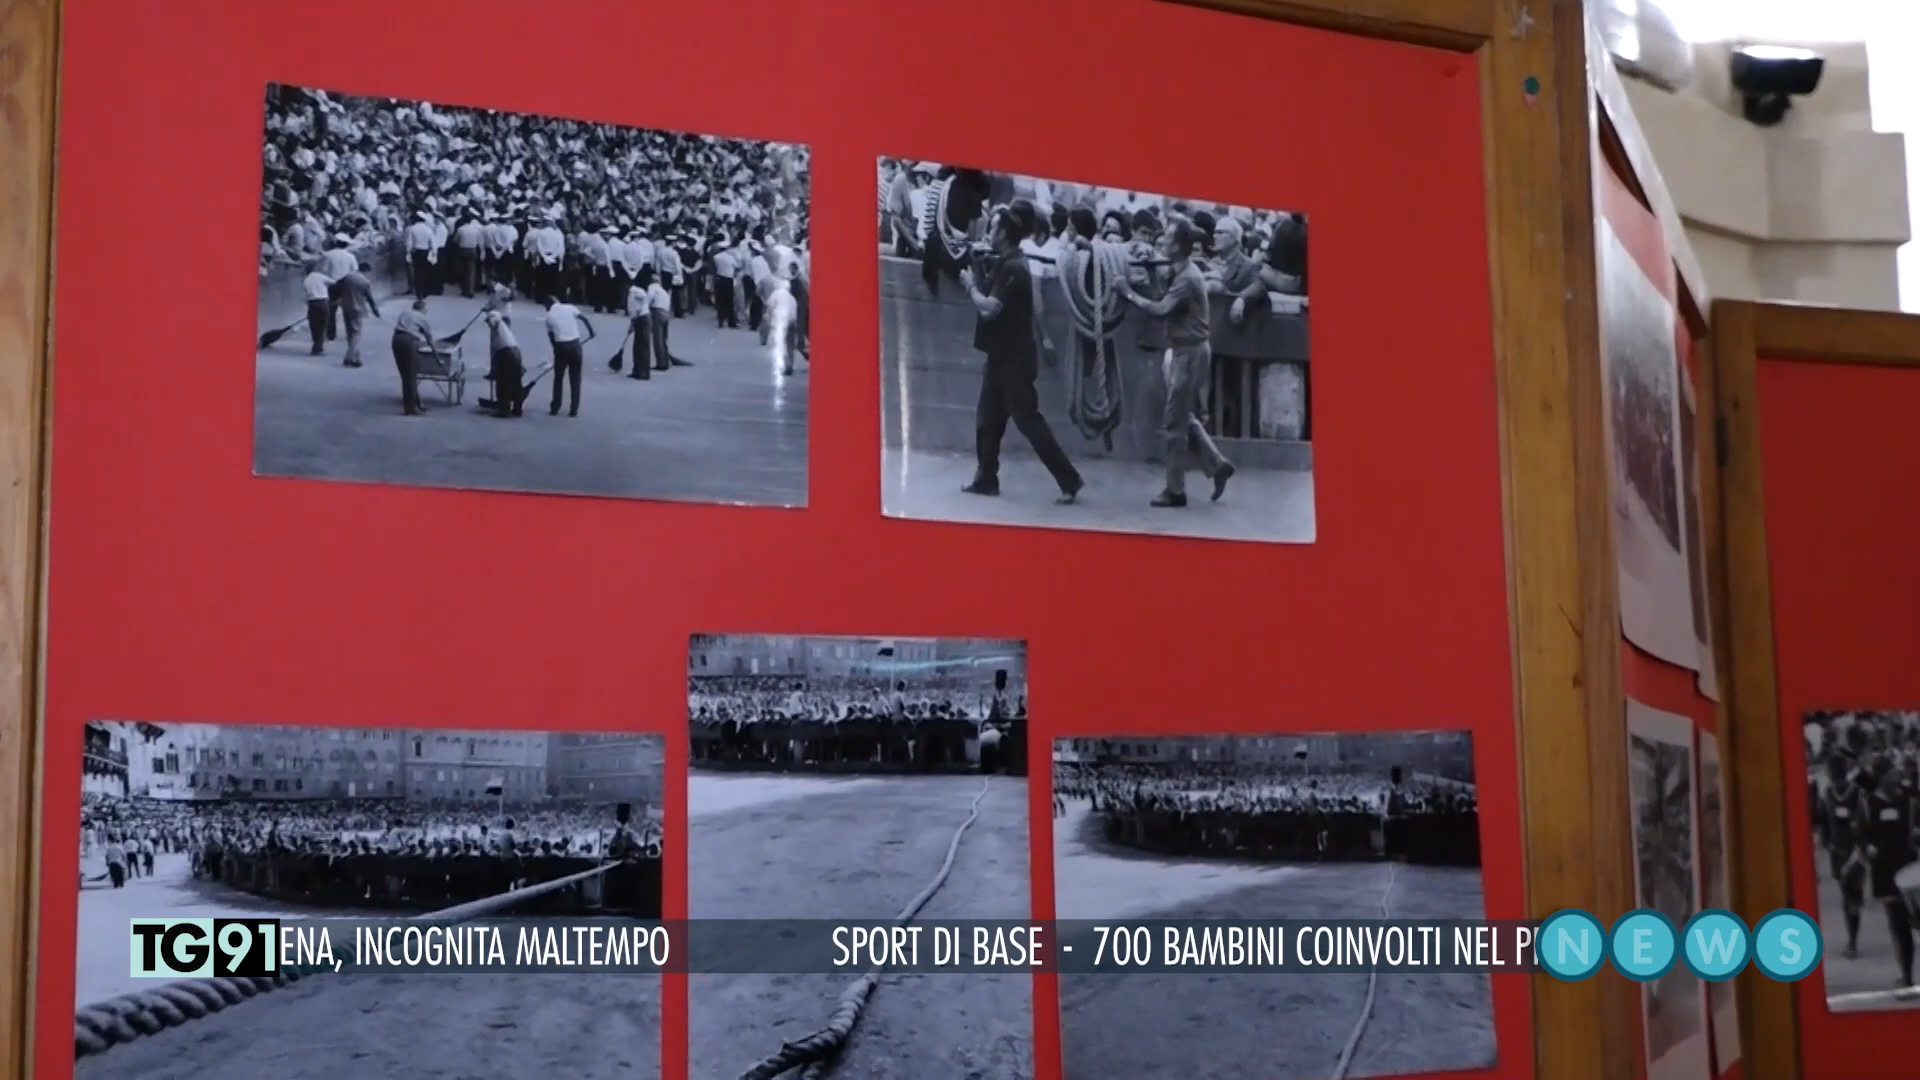 TG91 ENA, INCOGNITA MALTEMPO SPORT DI BASE - 700 BAMBINI COINVOLTI NEL P NEWS